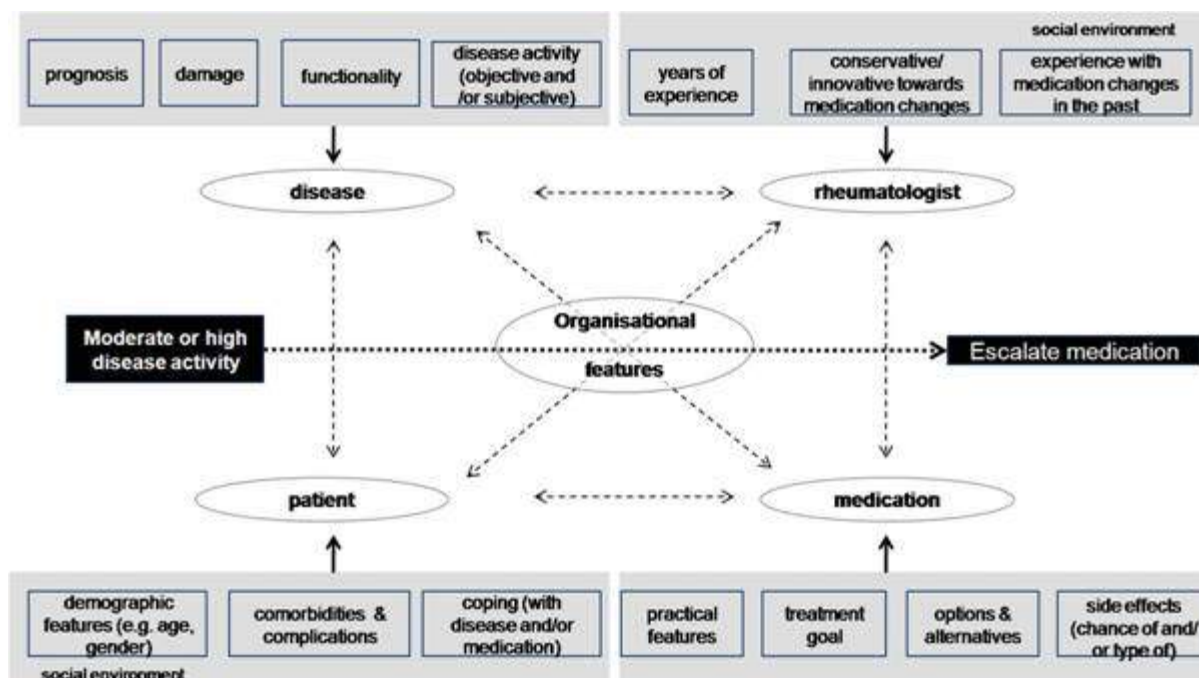 social environment
prognosis
damage
functionality
disease activity
(objective and
/or subjective)
years of
experience
conservative/
innovative towards
medication changes
experience with
medication changes
in the past
disease
rheumatologist
Moderate or high
disease activity
Organisational
features
Escalate medication
patient
medication
demographic
features (e.g. age,
gender)
comorbidities &
complications
coping (with
disease and/or
medication)
practical
features
treatment
goal
options &
alternatives
side effects
(chance of and/
or type of)
social environment